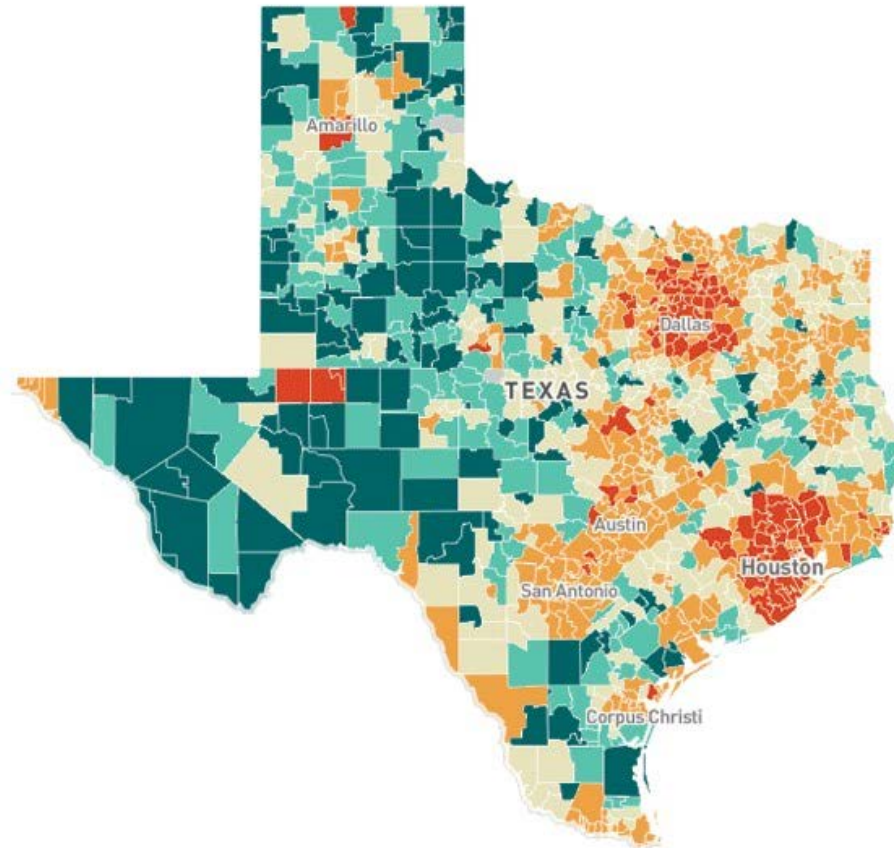 Amarillo
Dallas
TEXAS
Austin
Houston
San Antonio
Corpus Christi